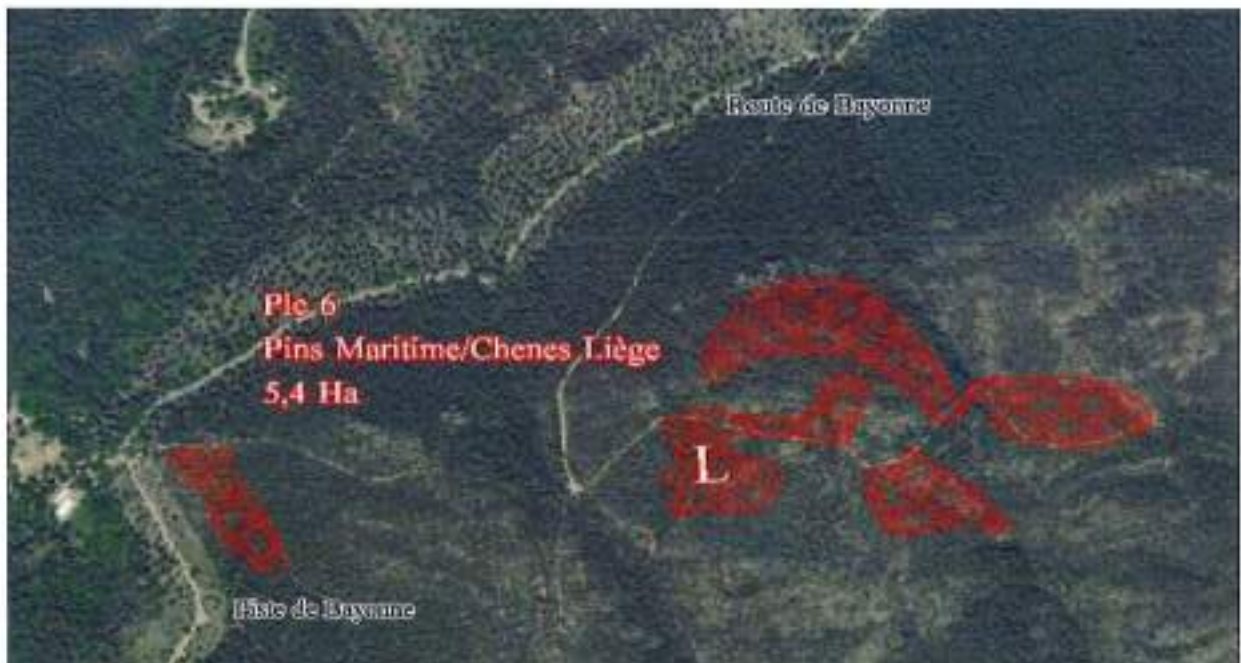 Route de Bayonne
Plc 6
Pins Maritime/Chenes Liège
5,4 Ha
L
Piste de Bayonne